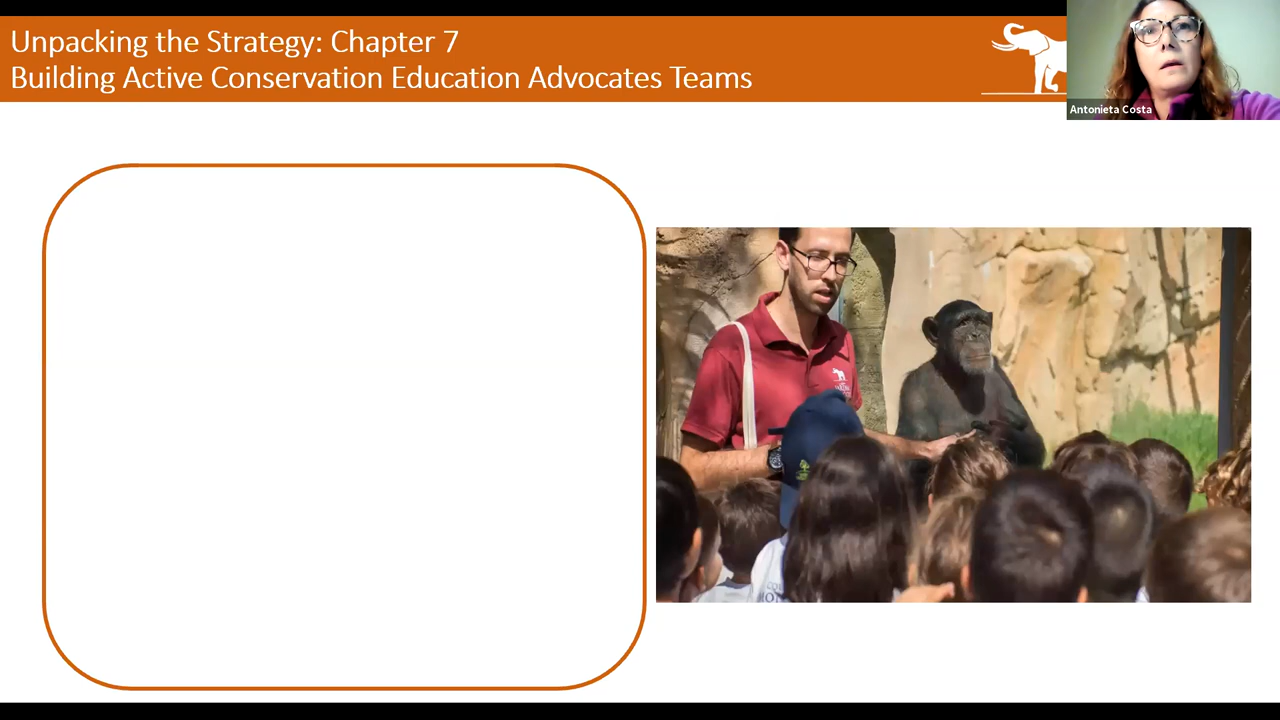 Unpacking the Strategy: Chapter 7
Building Active Conservation Education Advocates Teams
Antonieta Costa